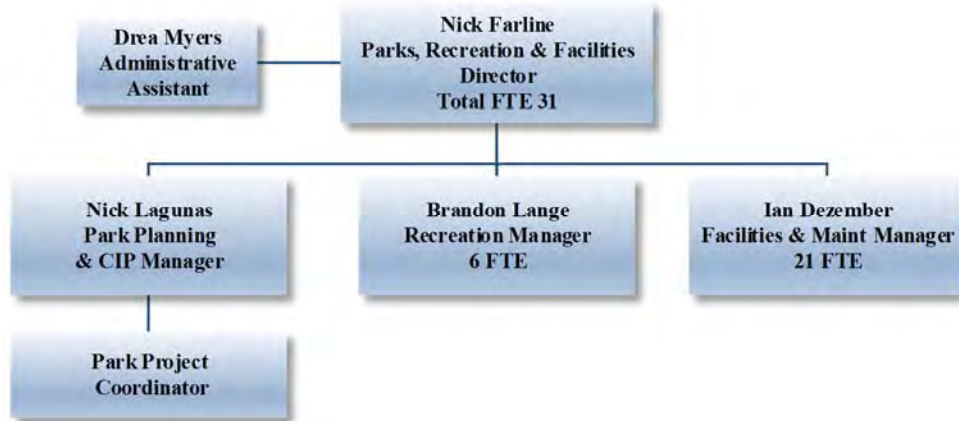 Drea Myers
Administrative
Assistant
Nick Farline
Parks, Recreation & Facilities
Director
Total FTE 31
Nick Lagunas
Park Planning
& CIP Manager
Brandon Lange
Recreation Manager
6 FTE
Ian Dezember
Facilities & Maint Manager
21 FTE
Park Project
Coordinator